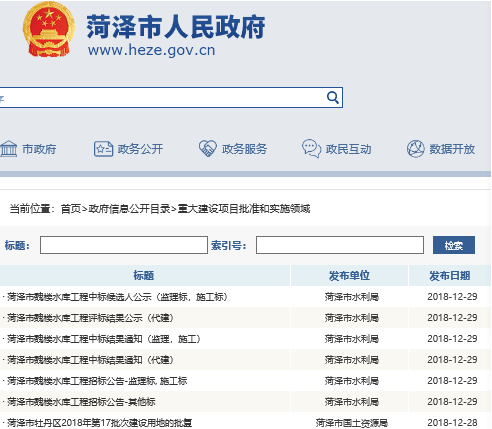 菏泽市人民政府
www.heze.gov.cn
字
市政府 政务公开 政务服务 政民互动 数据开放
当前位置：首页>政府信息公开目录>重大建设项目批准和实施领域
标题： 索引号： 检索
标题 发布单位 发布日期
· 菏泽市魏楼水库工程中标候选人公示（监理标、施工标） 菏泽市水利局 2018-12-29
· 菏泽市魏楼水库工程评标结果公示（代建） 菏泽市水利局 2018-12-29
· 菏泽市魏楼水库工程中标结果通知（监理、施工） 菏泽市水利局 2018-12-29
· 菏泽市魏楼水库工程中标结果通知（代建） 菏泽市水利局 2018-12-29
· 菏泽市魏楼水库工程招标公告-监理标, 施工标 菏泽市水利局 2018-12-29
· 菏泽市魏楼水库工程招标公告-其他标 菏泽市水利局 2018-12-29
· 菏泽市牡丹区2018年第17批次建设用地的批复 菏泽市国土资源局 2018-12-28